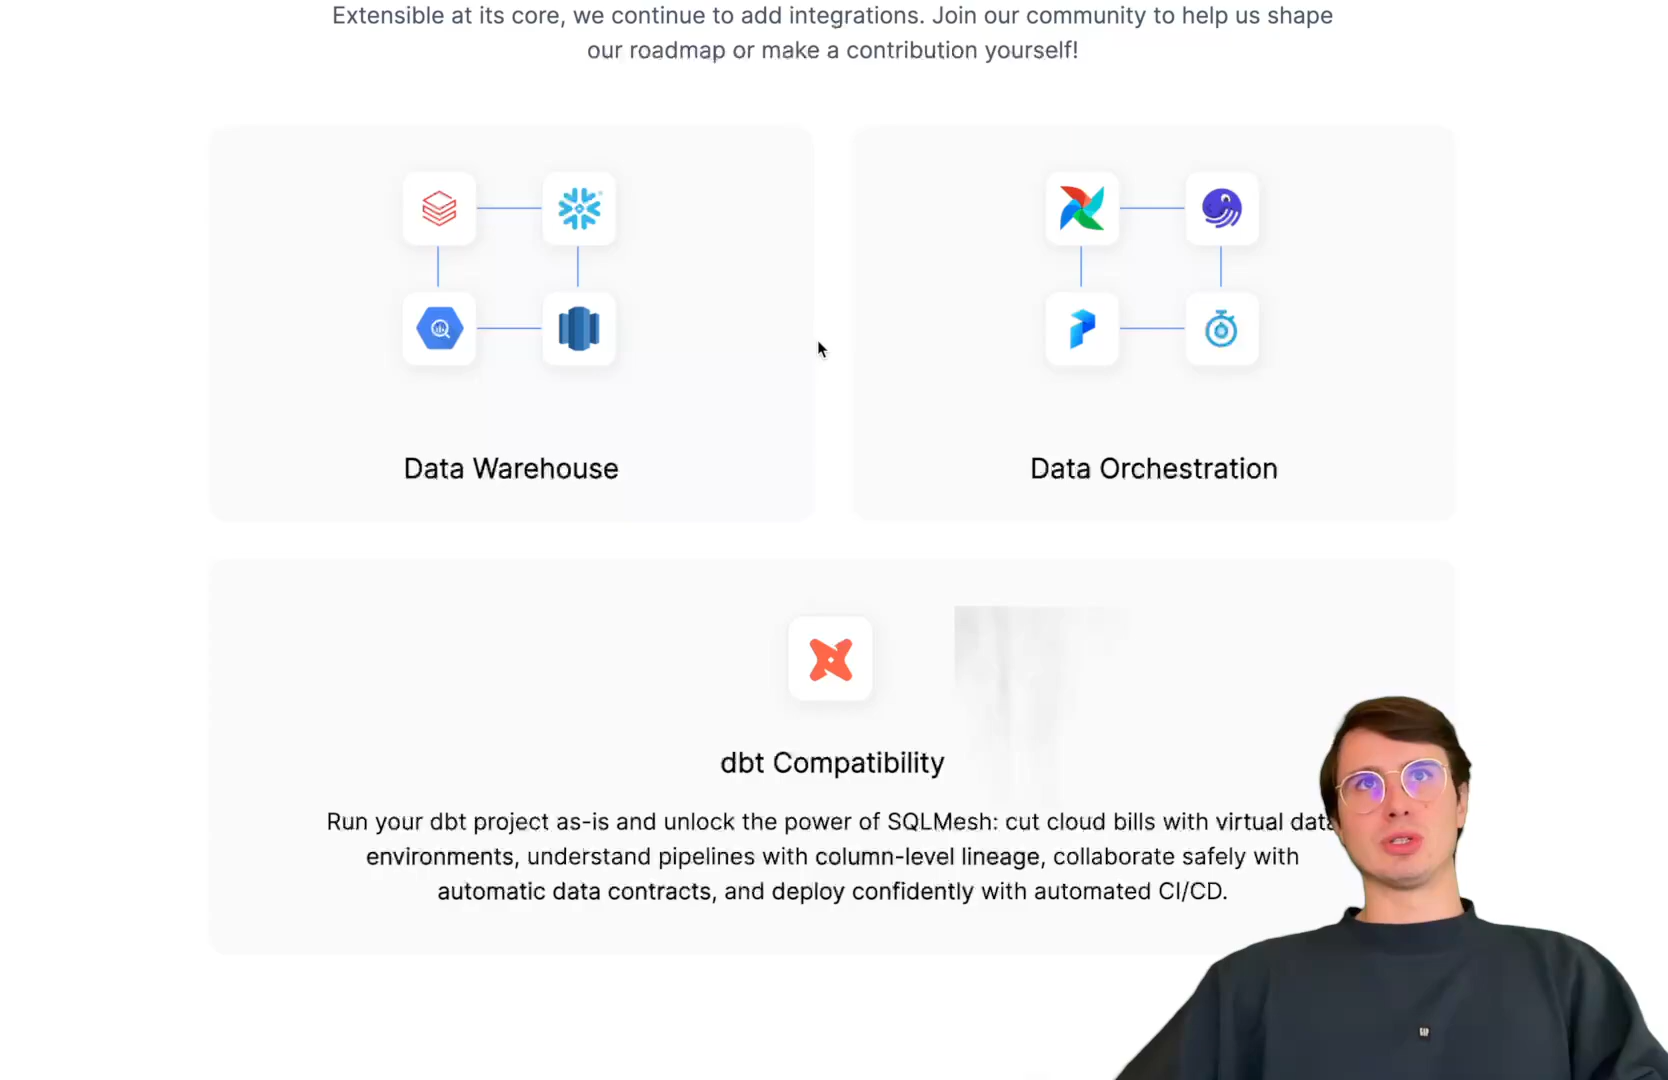 Extensible at its core, we continue to add integrations. Join our community to help us shape
our roadmap or make a contribution yourself!
Data Warehouse
Data Orchestration
dbt Compatibility
Run your dbt project as-is and unlock the power of SQLMesh: cut cloud bills with virtual data
environments, understand pipelines with column-level lineage, collaborate safely with
automatic data contracts, and deploy confidently with automated CI/CD.